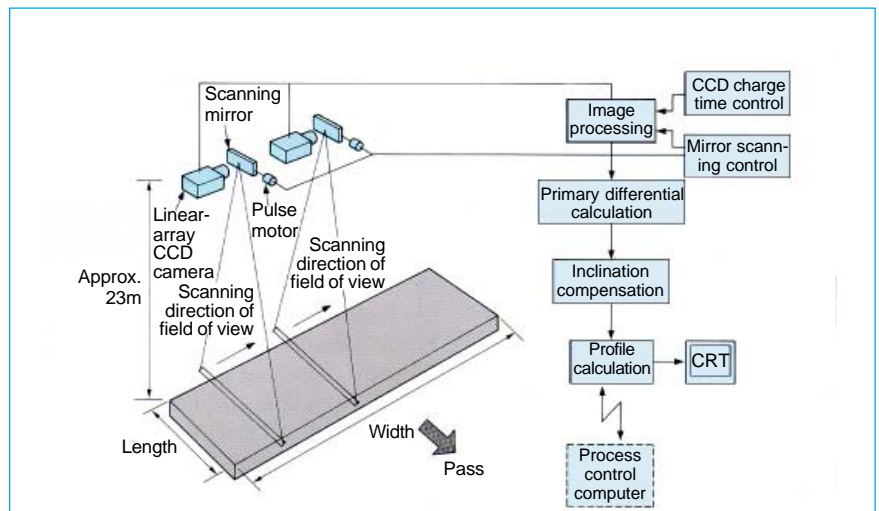 Scanning
mirror
Linear-
array
CCD
camera
Pulse
motor
Approx.
23m
Scanning
direction of
field of view
Scanning
direction of
field of view
Length
Width
Pass
Image
processing
CCD charge
time control
Mirror scann-
ing control
Primary differential
calculation
Inclination
compensation
Profile
calculation
CRT
Process
control
computer